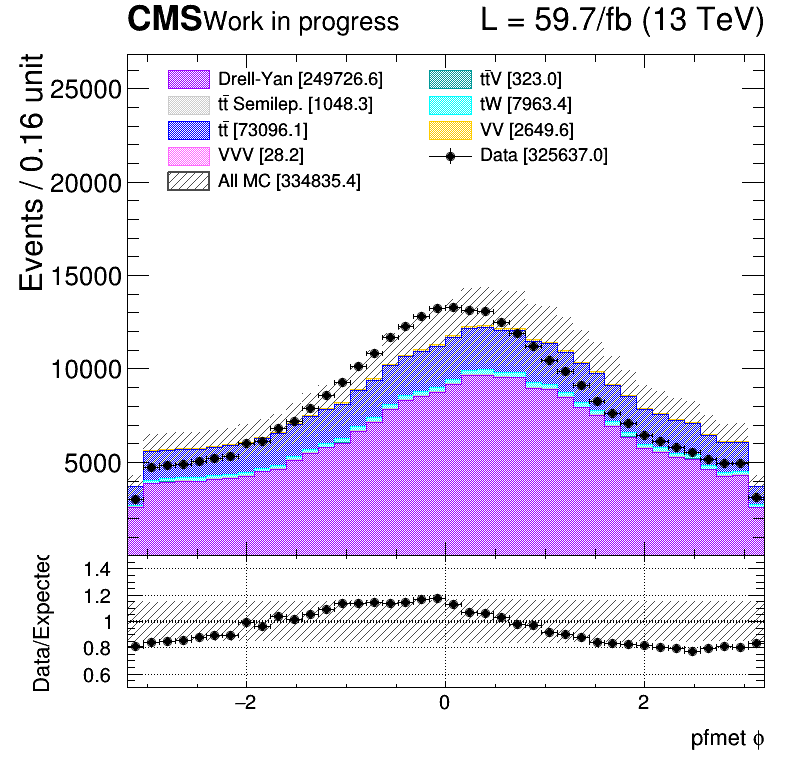 CMS Work in progress L = 59.7/fb (13 TeV)
Events / 0.16 unit
25000
20000
15000
10000
5000
Drell-Yan [249726.6]
tt̄ Semilep. [1048.3]
tt̄ [73096.1]
VVV [28.2]
All MC [334835.4]
tt̄V [323.0]
tW [7963.4]
VV [2649.6]
Data [325637.0]
Data/Expected
1.4
1.2
1
0.8
0.6
−2 0 2
pfmet ϕ